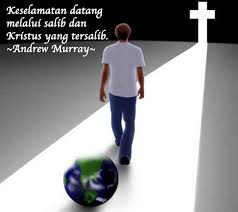 Keselamatan datang
melalui salib dan
Kristus yang tersalib.
~Andrew Murray~